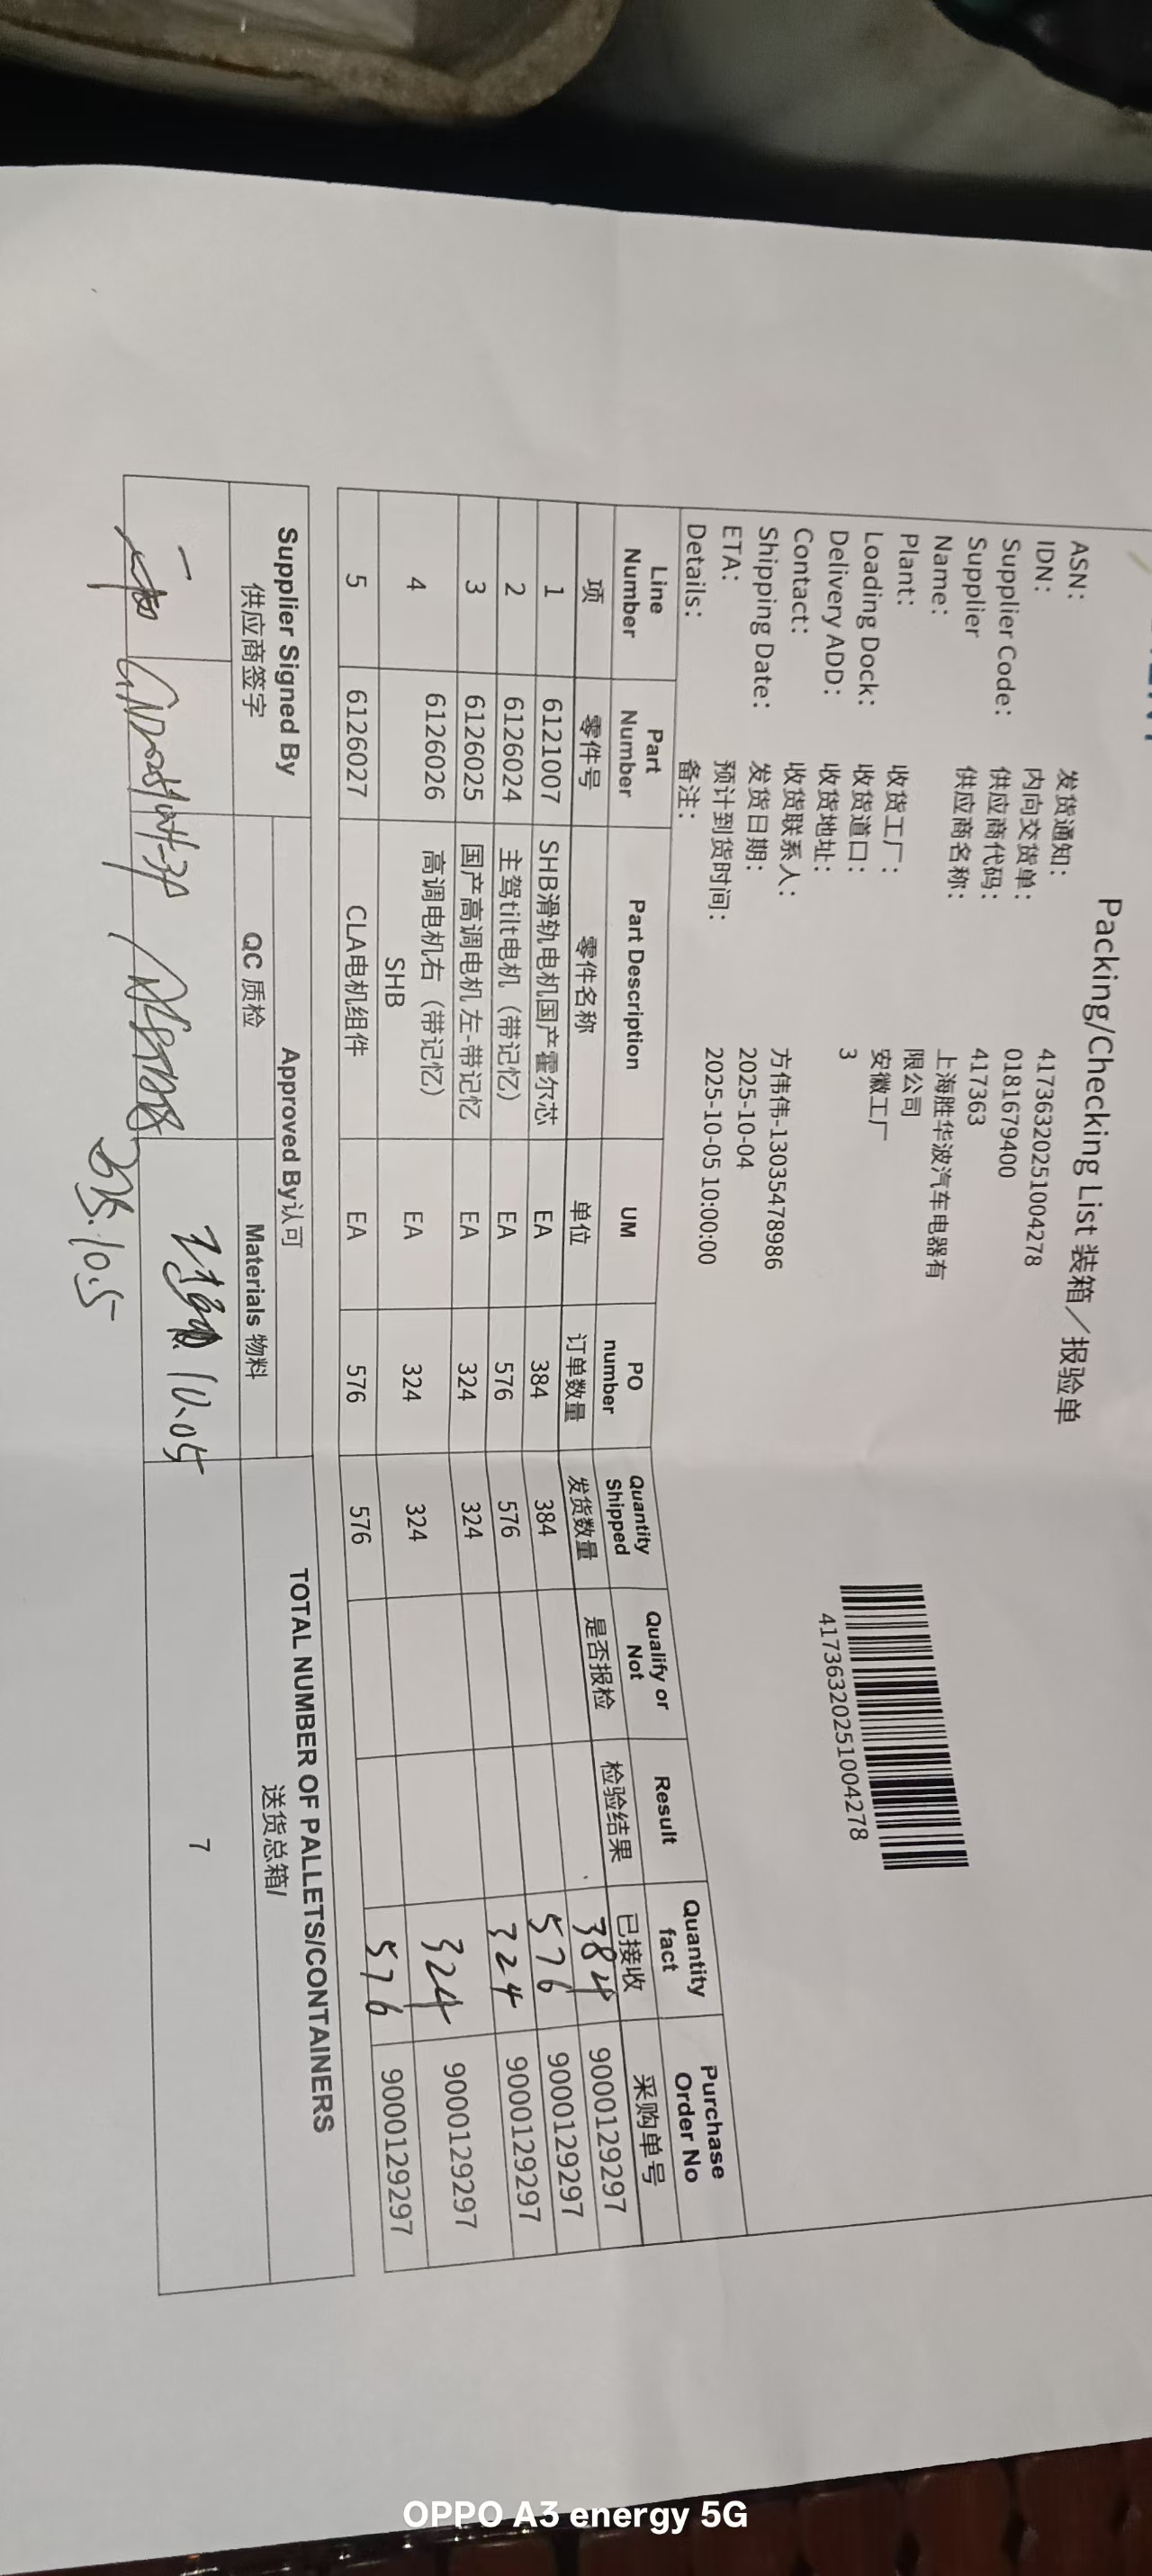 Packing/Checking List 装箱／报验单
ASN： 发货通知： 41736320251004278
IDN： 内向交货单： 0181679400
Supplier Code： 供应商代码： 417363
Supplier Name： 供应商名称： 上海胜华波汽车电器有限公司
Plant： 收货工厂： 安徽工厂
Loading Dock： 收货道口： 3
Delivery ADD： 收货地址：
Contact： 收货联系人： 方伟伟-13035478986
Shipping Date： 发货日期： 2025-10-04
ETA： 预计到货时间： 2025-10-05 10:00:00
Details： 备注：
41736320251004278
Line Number Part Number Part Description UM PO number Quantity Shipped Qualify or Not Result Quantity fact Purchase Order No
项 零件号 零件名称 单位 订单数量 发货数量 是否报检 检验结果 已接收 采购单号
1 6121007 SHB滑轨电机国产霍尔芯 EA 384 384 384 9000129297
2 6126024 主驾tilt电机（带记忆） EA 576 576 576 9000129297
3 6126025 国产高调电机 左-带记忆 EA 324 324 324 9000129297
4 6126026 高调电机右（带记忆）SHB EA 324 324 324 9000129297
5 6126027 CLA电机组件 EA 576 576 576 9000129297
Supplier Signed By Approved By认可 TOTAL NUMBER OF PALLETS/CONTAINERS
供应商签字 QC 质检 Materials 物料 送货总箱/
10.05 7
25.10.5
OPPO A3 energy 5G